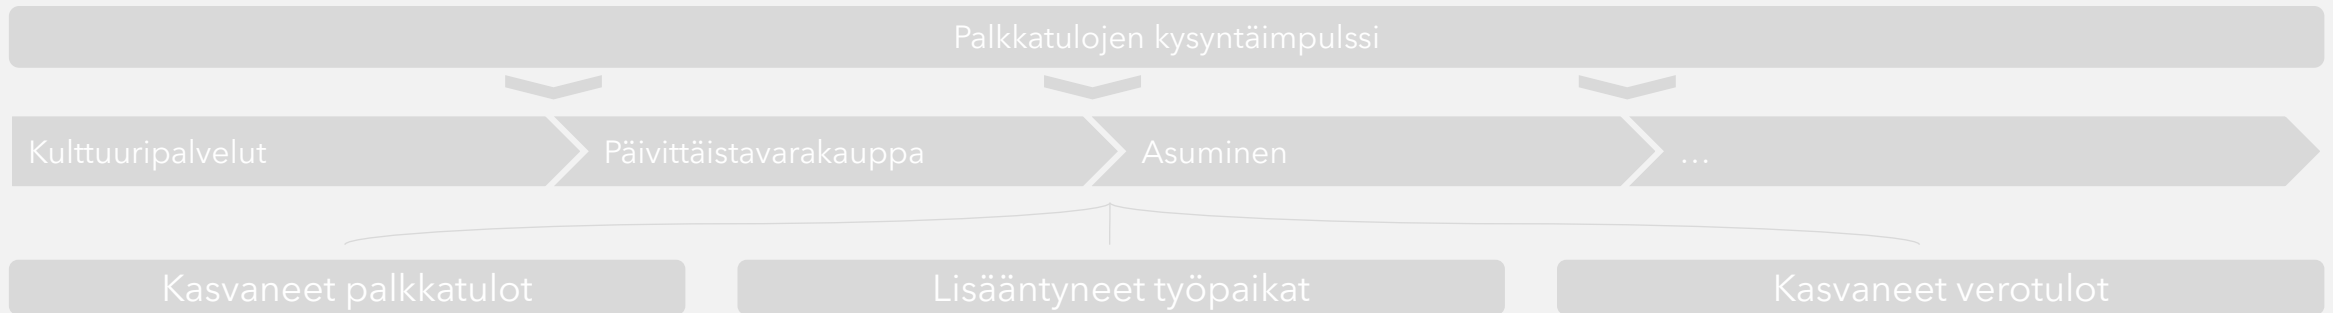 Palkkatulojen kysyntäimpulssi
Kulttuuripalvelut
Päivittäistavarakauppa
Asuminen
...
Kasvaneet palkkatulot
Lisääntyneet työpaikat
Kasvaneet verotulot